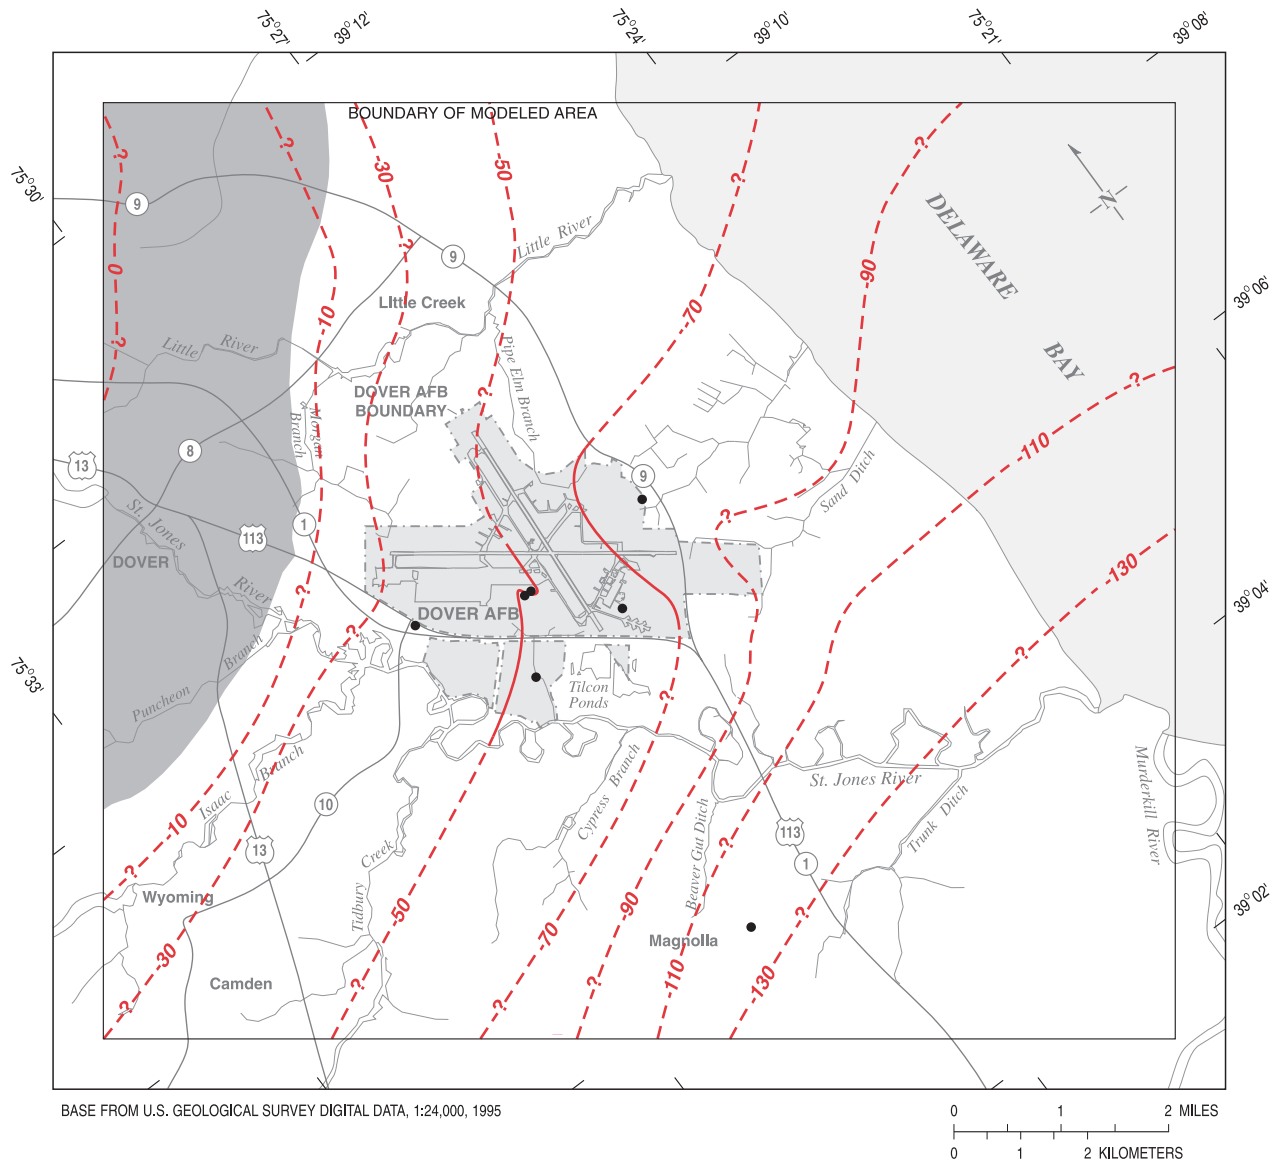 75°27'
39°12'
75°24'
39°10'
75°21'
39°08'
BOUNDARY OF MODELED AREA
?
?
-30
-50
?
?
75°30'
9
?
9
Little River
DELAWARE
N
0
-90
39°06'
LIttle Creek
-10
-70
?
Little River
Pipe Elm Branch
BAY
?
DOVER AFB
BOUNDARY
?
Morgan
Branch
8
-110
13
9
Sand Ditch
St. Jones
1
?
113
DOVER
-130
River
?
39°04'
DOVER AFB
?
Branch
?
75°33'
Puncheon
Tilcon
Ponds
?
Branch
St. Jones River
Murderkill River
Isaac
10
Cypress Branch
-10
Beaver Gut Ditch
113
Trunk Ditch
13
Creek
?
1
?
Wyoming
Tidbury
-50
-90
?
39°02'
-70
Magnolla
-30
Camden
?
?
-110
-130
?
?
BASE FROM U.S. GEOLOGICAL SURVEY DIGITAL DATA, 1:24,000, 1995
0 1 2 MILES
0 1 2 KILOMETERS